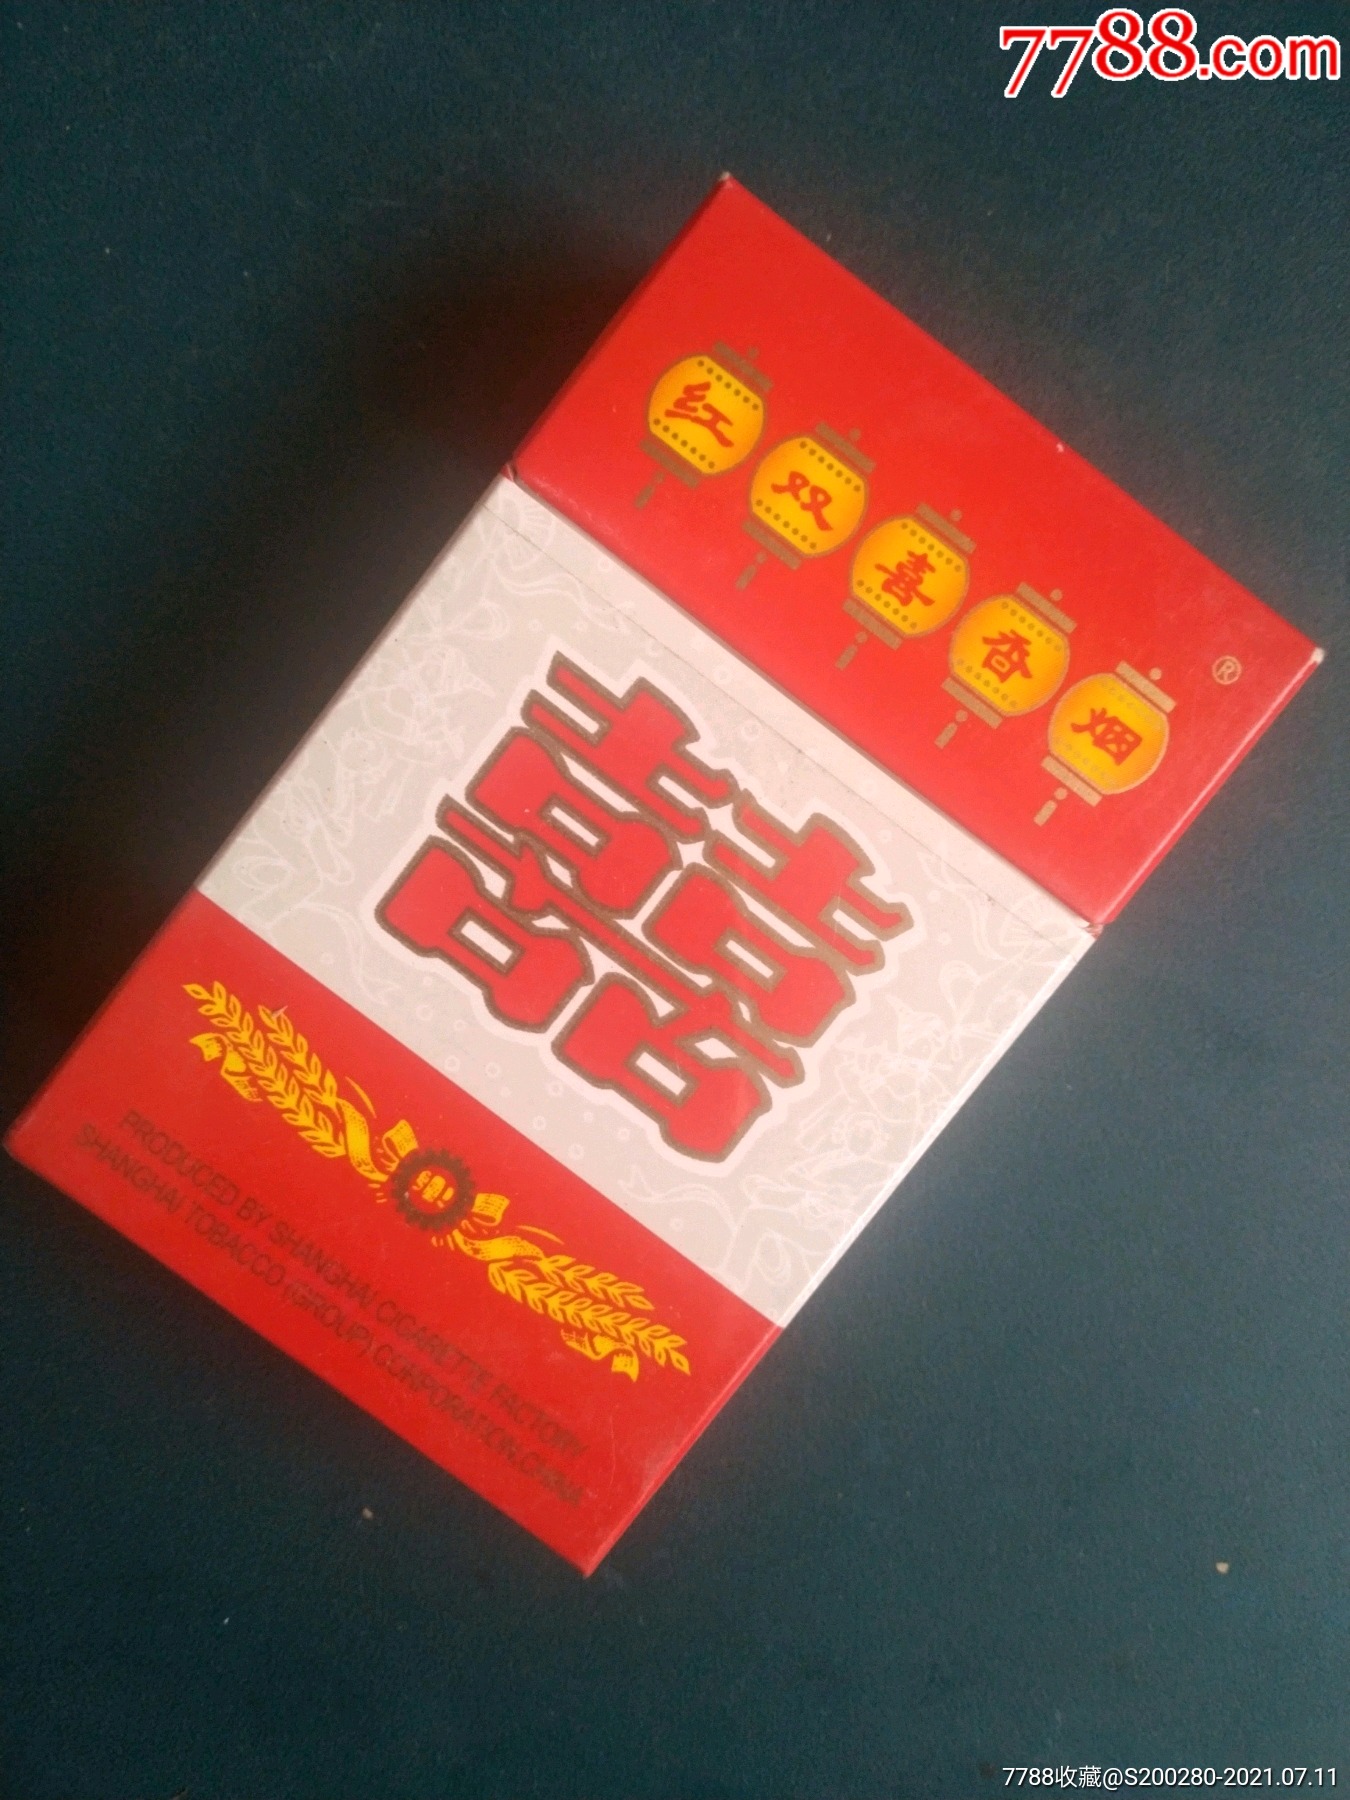 7788.com
红双喜香烟
®
囍
PRODUCED BY SHANGHAI CIGARETTE FACTORY
SHANGHAI TOBACCO (GROUP) CORPORATION, CHINA
7788收藏@S200280-2021.07.11